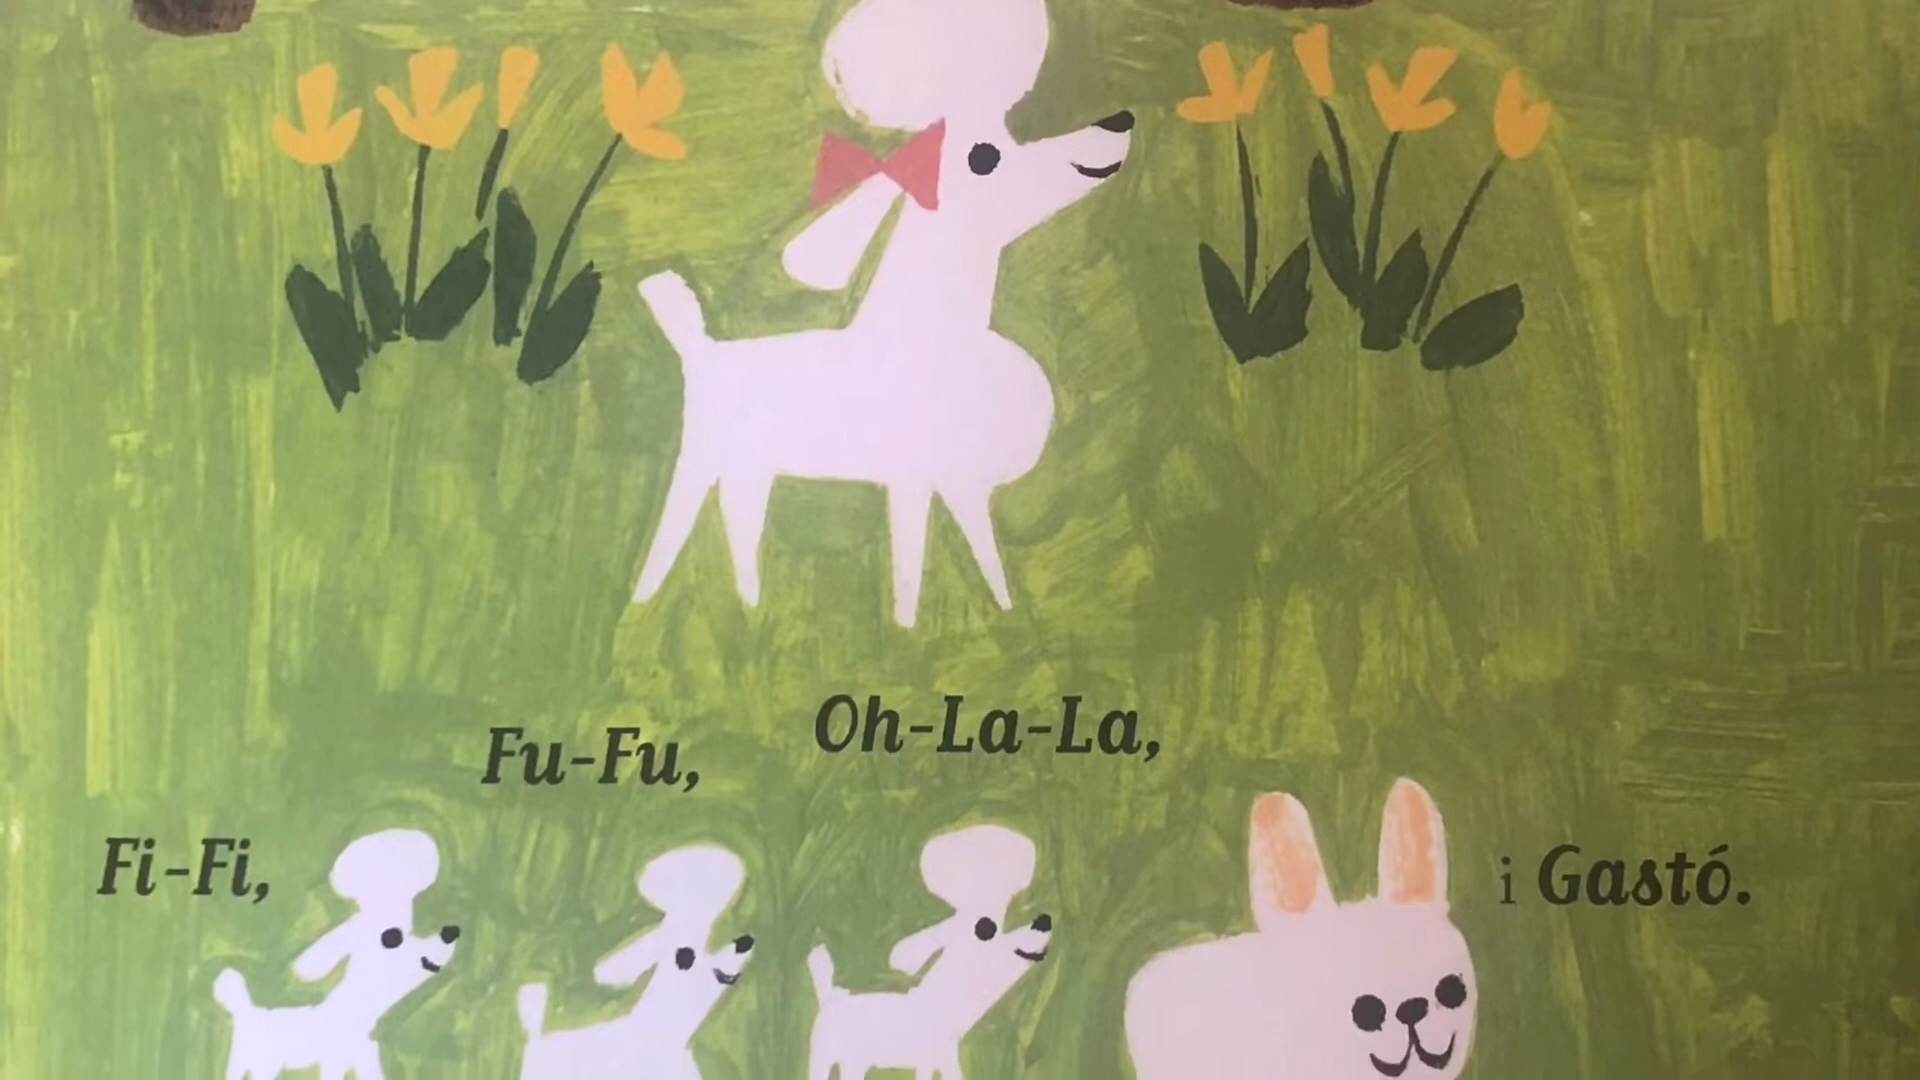 Fi-Fi,
Fu-Fu,
Oh-La-La,
i Gastó.